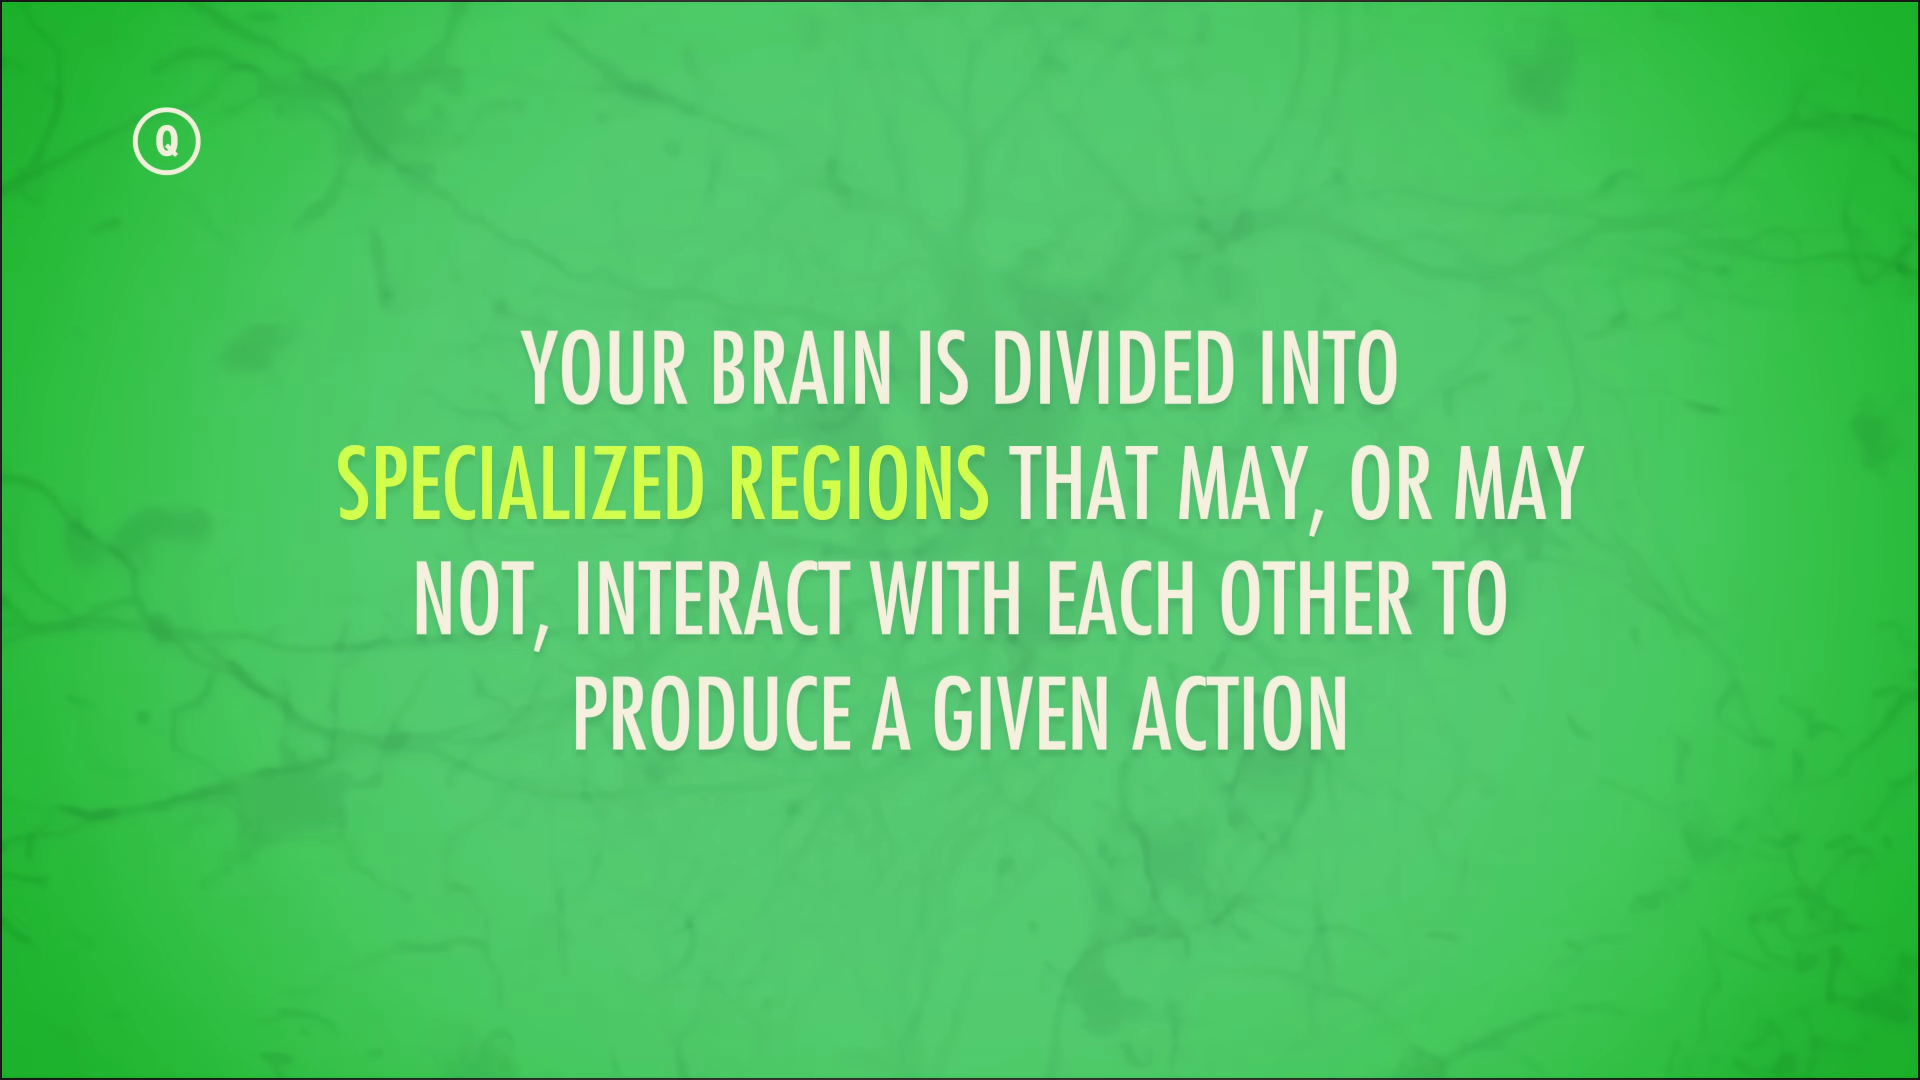 Q
YOUR BRAIN IS DIVIDED INTO
SPECIALIZED REGIONS THAT MAY, OR MAY
NOT, INTERACT WITH EACH OTHER TO
PRODUCE A GIVEN ACTION